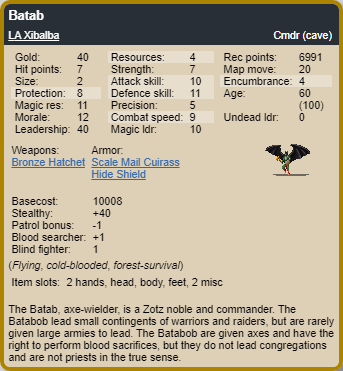 Batab
LA Xibalba Cmdr (cave)
Gold: 40 Resources: 4 Rec points: 6991
Hit points: 7 Strength: 7 Map move: 20
Size: 2 Attack skill: 10 Encumbrance: 4
Protection: 8 Defence skill: 11 Age: 60
Magic res: 11 Precision: 5 (100)
Morale: 12 Combat speed: 9 Undead ldr: 0
Leadership: 40 Magic ldr: 10
Weapons: Armor:
Bronze Hatchet Scale Mail Cuirass
Hide Shield
Basecost: 10008
Stealthy: +40
Patrol bonus: -1
Blood searcher: +1
Blind fighter: 1
(Flying, cold-blooded, forest-survival)
Item slots: 2 hands, head, body, feet, 2 misc
The Batab, axe-wielder, is a Zotz noble and commander. The
Batabob lead small contingents of warriors and raiders, but are rarely
given large armies to lead. The Batabob are given axes and have the
right to perform blood sacrifices, but they do not lead congregations
and are not priests in the true sense.